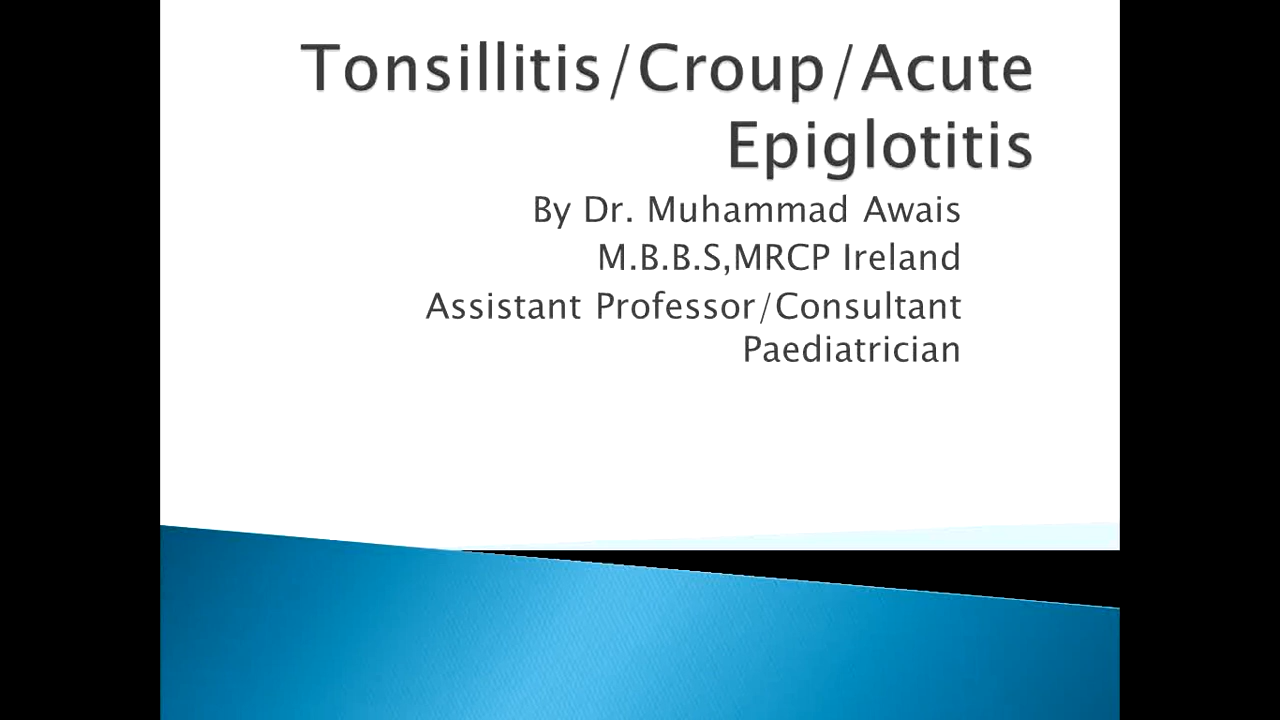 Tonsillitis/Croup/Acute
Epiglotitis
By Dr. Muhammad Awais
M.B.B.S,MRCP Ireland
Assistant Professor/Consultant
Paediatrician